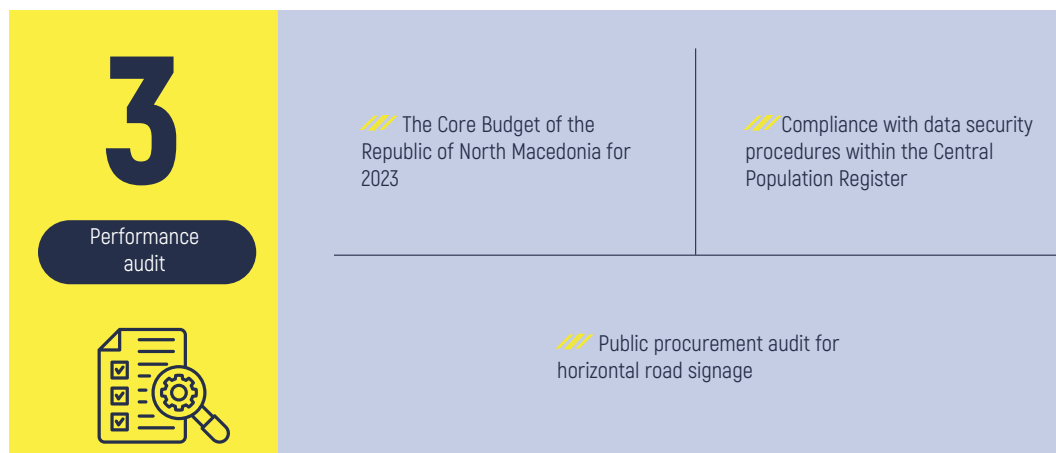 3
Performance
audit
The Core Budget of the
Republic of North Macedonia for
2023
Compliance with data security
procedures within the Central
Population Register
Public procurement audit for
horizontal road signage